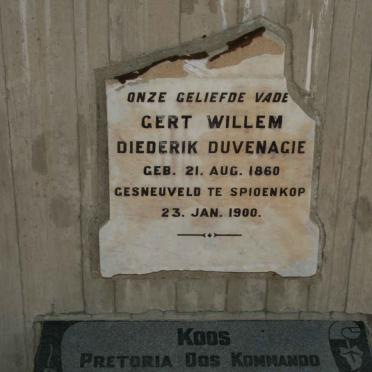 ONZE GELIEFDE VADE
GERT WILLEM
DIEDERIK DUVENAGIE
GEB. 21. AUG. 1860
GESNEUVELD TE SPIOENKOP
23. JAN. 1900.
KOOS
PRETORIA OOS KOMMANDO